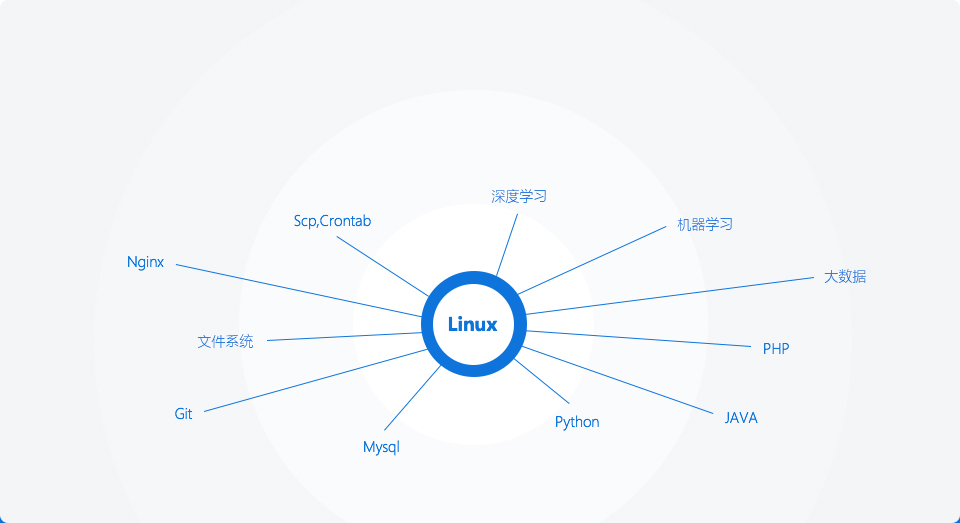 深度学习
Scp,Crontab
机器学习
Nginx
大数据
Linux
文件系统
PHP
Git
JAVA
Python
Mysql